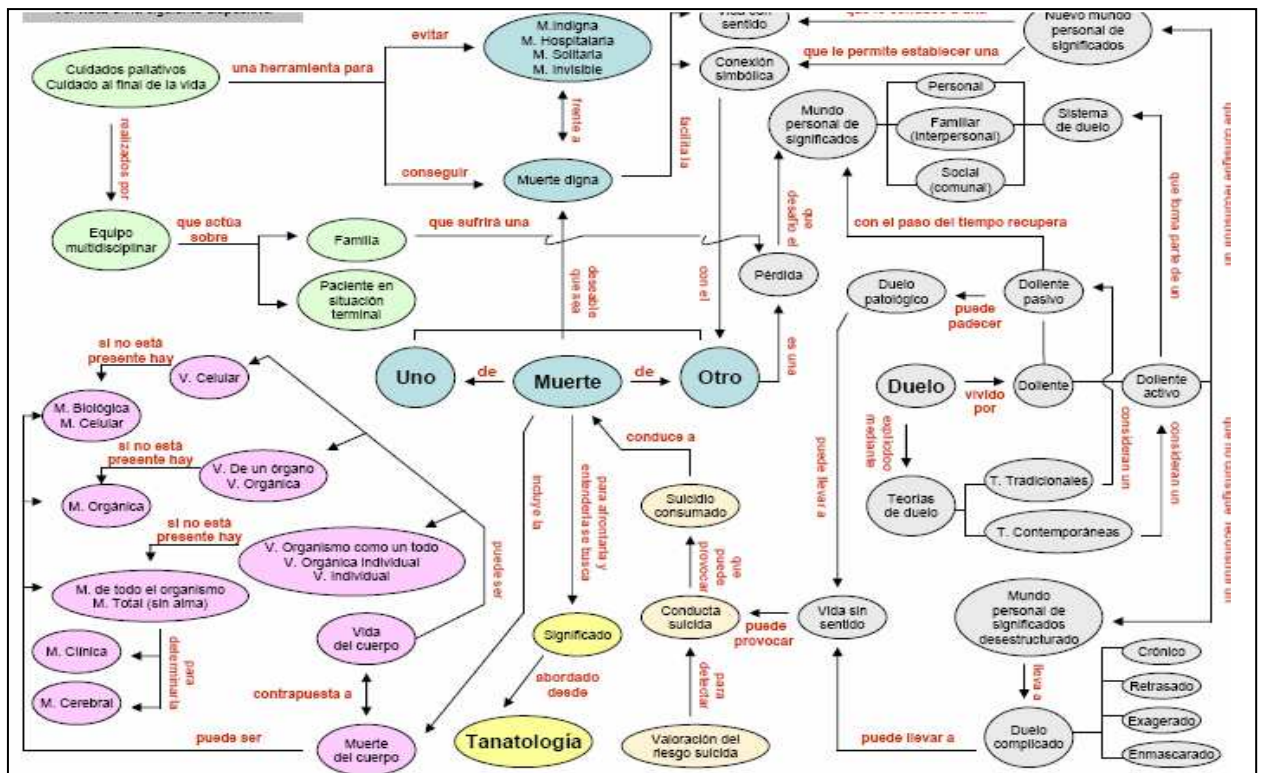 evitar
M.Indigna
M. Hospitalaria
M. Solitaria
M. Invisible
sentido
Nuevo mundo
personal de
significados
que le permite establecer una
Cuidados paliativos
Cuidado al final de la vida
una herramienta para
Conexión
simbólica
Personal
Mundo
personal de
significados
Familiar
(Interpersonal)
Sistema
de duelo
Social
(comunal)
realizados por
frente a
facilita la
conseguir
Muerte digna
que sufrirá una
que
desafío el
con el paso del tiempo recupera
que forma parte de un
Equipo
multidisciplinar
que actúa
sobre
Familia
Paciente en
situación
terminal
deseable
que sea
con el
Pérdida
Duelo
patológico
puede
padecer
Doliente
pasivo
es una
si no está
presente hay
V. Celular
Uno
de
Muerte
de
Otro
Duelo
vivido
por
Doliente
Doliente
activo
M. Biológica
M. Celular
conduce a
explicdoc
mediante
consideran un
consideran un
si no está
presente hay
V. De un órgano
V. Orgánica
M. Orgánica
incluye la
para afrontarla y
entenderla se busca
Suicidio
consumado
puede llevar a
Teorías
de duelo
T. Tradicionales
T. Contemporáneas
si no está
presente hay
V. Organismo como un todo
V. Orgánica Individual
V. Individual
puede ser
que
puede
provocar
M. de todo el organismo
M. Total (sin alma)
Vida
del cuerpo
Significado
Conducta
suicida
puede
provocar
Vida sin
sentido
Mundo
personal de
significados
desestructurado
M. Clínica
para
determinarla
M. Cerebral
contrapuesta a
abordado
desde
para
detectar
lleva a
Crónico
Retrasado
Exagerado
Enmascarado
puede ser
Muerte
del cuerpo
Tanatología
Valoración del
riesgo suicida
puede llevar a
Duelo
complicado